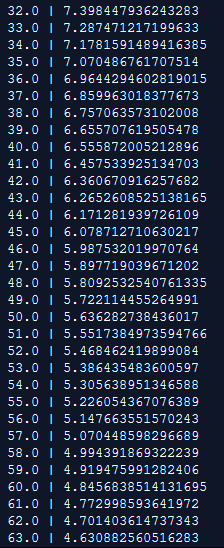 32.0 | 7.398447936243283
33.0 | 7.287471217199633
34.0 | 7.1781591489416385
35.0 | 7.070486761707514
36.0 | 6.9644294602819015
37.0 | 6.859963018377673
38.0 | 6.757063573102008
39.0 | 6.655707619505478
40.0 | 6.555872005212896
41.0 | 6.457533925134703
42.0 | 6.360670916257682
43.0 | 6.2652608525138165
44.0 | 6.171281939726109
45.0 | 6.078712710630217
46.0 | 5.987532019970764
47.0 | 5.897719039671202
48.0 | 5.8092532540761335
49.0 | 5.722114455264991
50.0 | 5.636282738436017
51.0 | 5.5517384973594766
52.0 | 5.468462419899084
53.0 | 5.386435483600597
54.0 | 5.305638951346588
55.0 | 5.226054367076389
56.0 | 5.147663551570243
57.0 | 5.070448598296689
58.0 | 4.994391869322239
59.0 | 4.919475991282406
60.0 | 4.8456838514131695
61.0 | 4.772998593641972
62.0 | 4.701403614737343
63.0 | 4.630882560516283